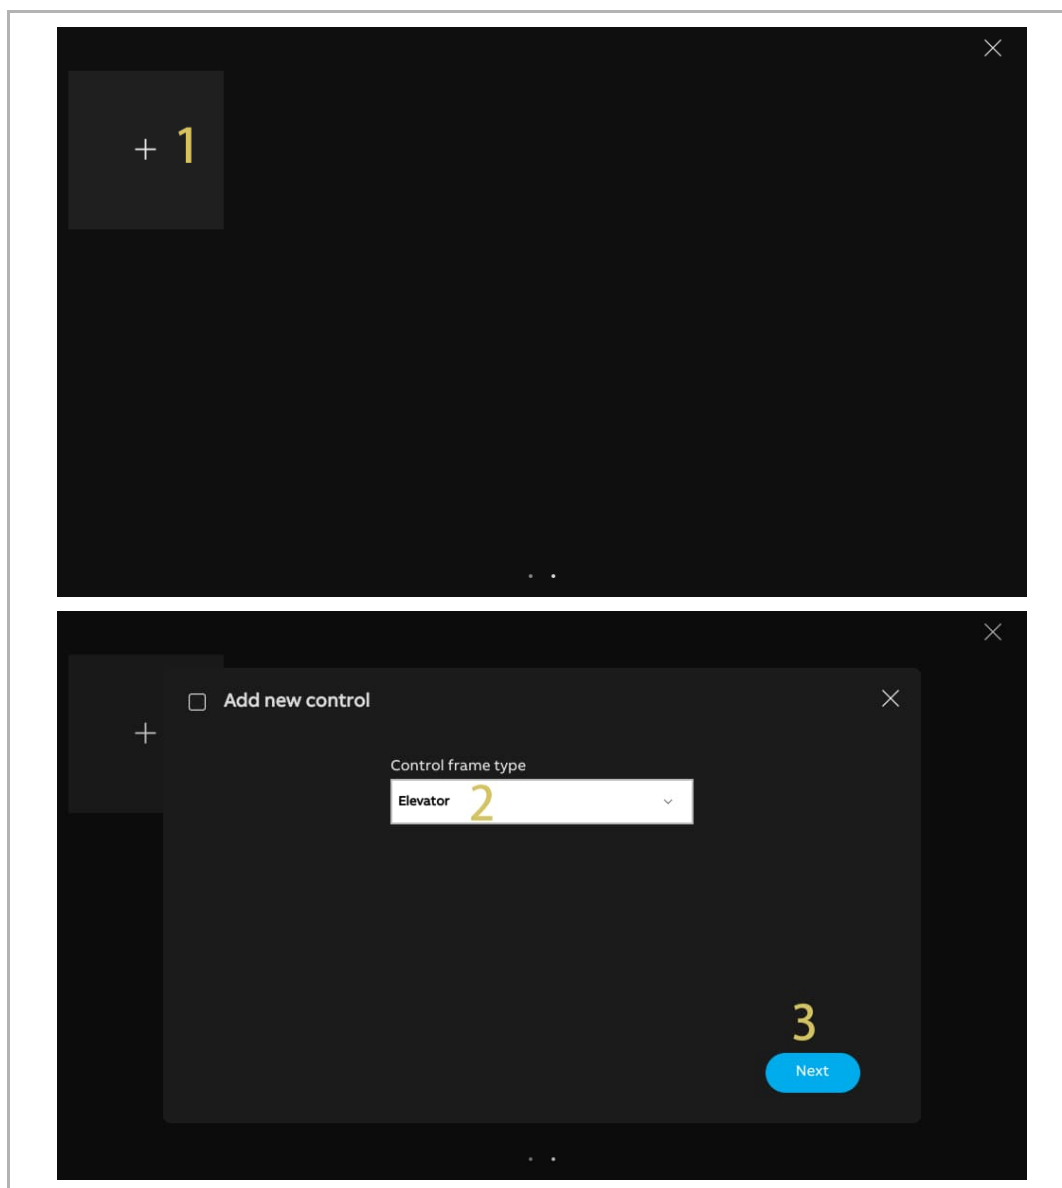 + 1
Add new control
+
Control frame type
Elevator 2
3
Next